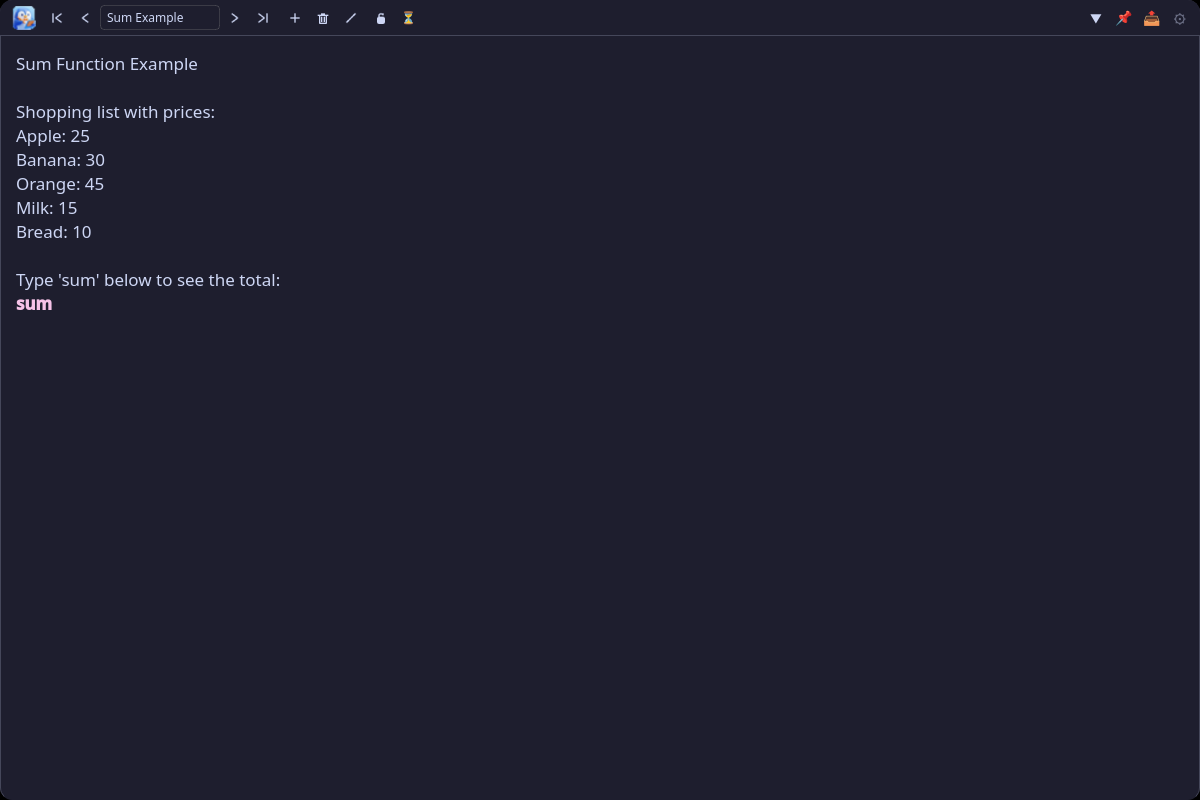 Sum Example
Sum Function Example
Shopping list with prices:
Apple: 25
Banana: 30
Orange: 45
Milk: 15
Bread: 10
Type 'sum' below to see the total:
sum